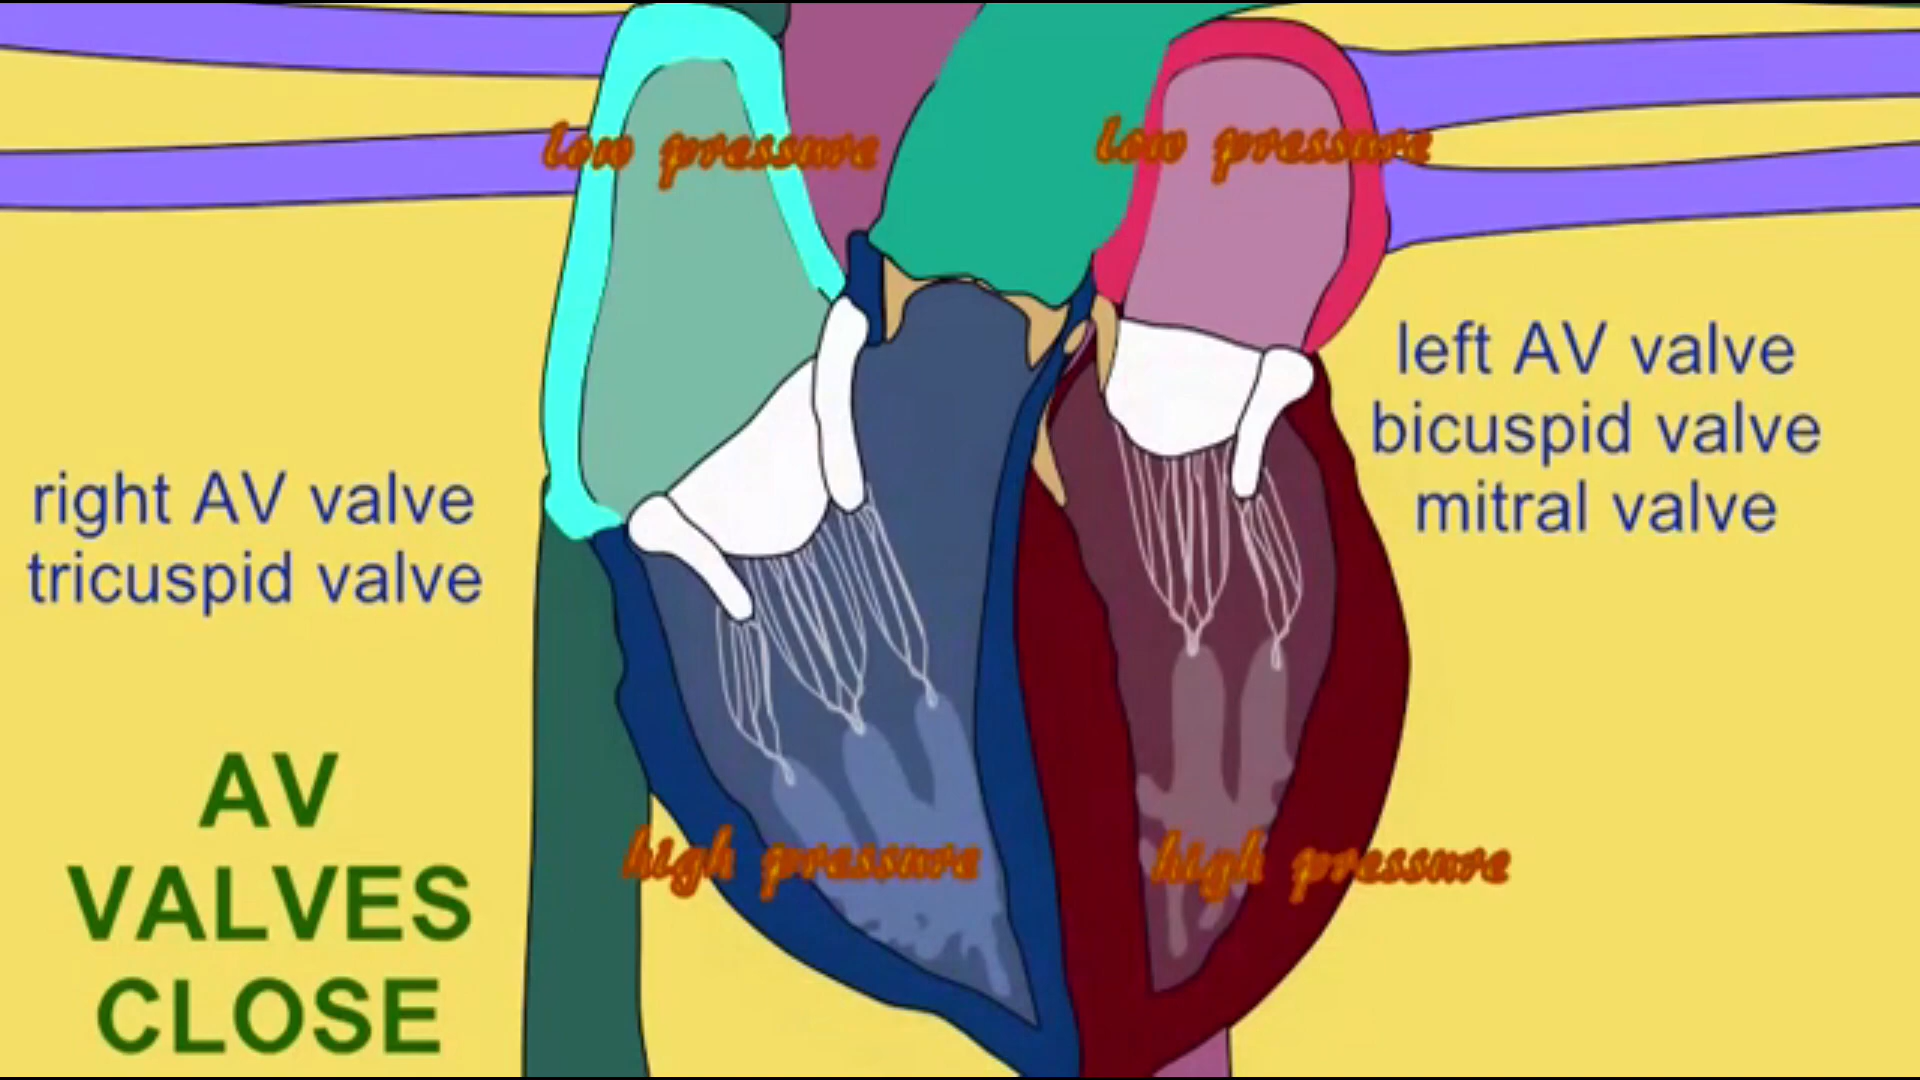 low pressure
low pressure
left AV valve
bicuspid valve
mitral valve
right AV valve
tricuspid valve
AV
VALVES
CLOSE
high pressure
high pressure